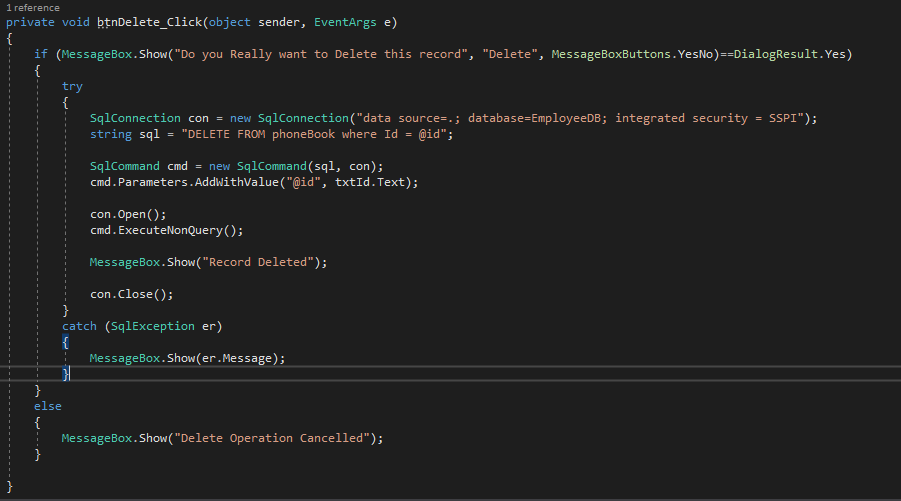 1 reference
private void btnDelete_Click(object sender, EventArgs e)
{
    if (MessageBox.Show("Do you Really want to Delete this record", "Delete", MessageBoxButtons.YesNo)==DialogResult.Yes)
    {
        try
        {
            SqlConnection con = new SqlConnection("data source=.; database=EmployeeDB; integrated security = SSPI");
            string sql = "DELETE FROM phoneBook where Id = @id";

            SqlCommand cmd = new SqlCommand(sql, con);
            cmd.Parameters.AddWithValue("@id", txtId.Text);

            con.Open();
            cmd.ExecuteNonQuery();

            MessageBox.Show("Record Deleted");

            con.Close();
        }
        catch (SqlException er)
        {
            MessageBox.Show(er.Message);
        }
    }
    else
    {
        MessageBox.Show("Delete Operation Cancelled");
    }

}